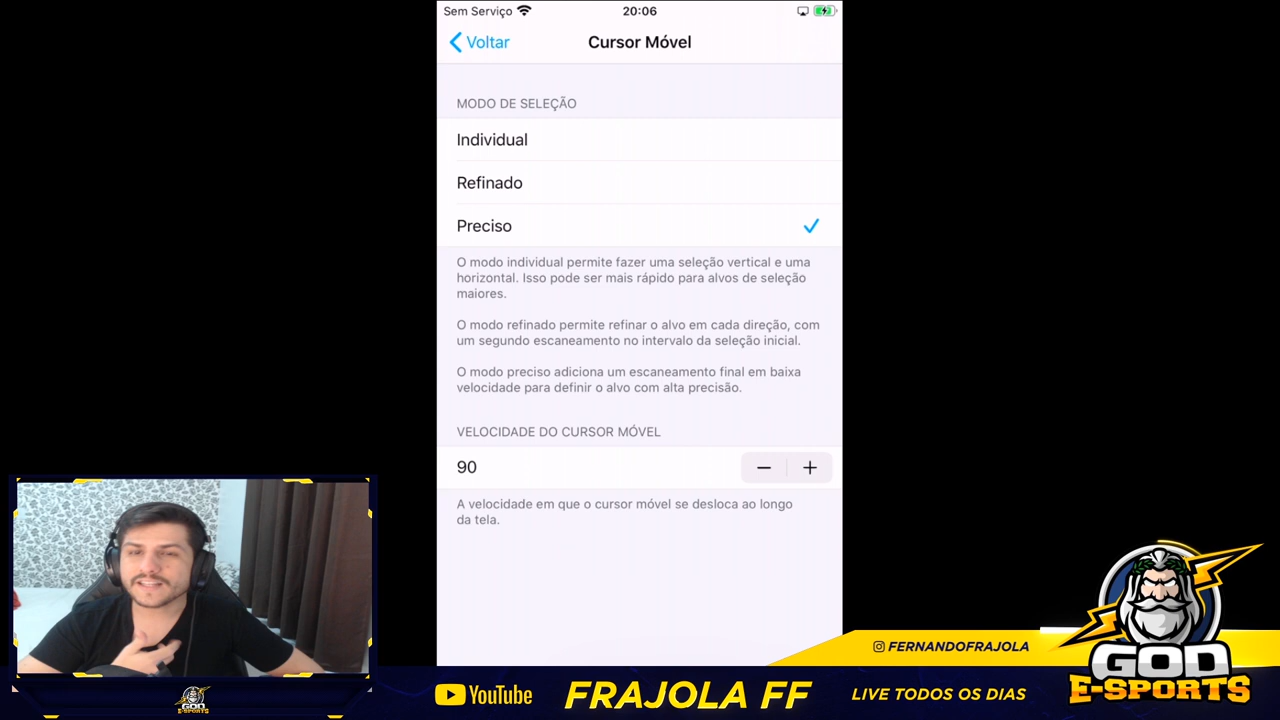 Sem Serviço
20:06
Voltar
Cursor Móvel
MODO DE SELEÇÃO
Individual
Refinado
Preciso
O modo individual permite fazer uma seleção vertical e uma
horizontal. Isso pode ser mais rápido para alvos de seleção
maiores.
O modo refinado permite refinar o alvo em cada direção, com
um segundo escaneamento no intervalo da seleção inicial.
O modo preciso adiciona um escaneamento final em baixa
velocidade para definir o alvo com alta precisão.
VELOCIDADE DO CURSOR MÓVEL
90
A velocidade em que o cursor móvel se desloca ao longo
da tela.
FERNANDOFRAJOLA
GOD
E-SPORTS
GOD
E-SPORTS
YouTube
FRAJOLA FF
LIVE TODOS OS DIAS